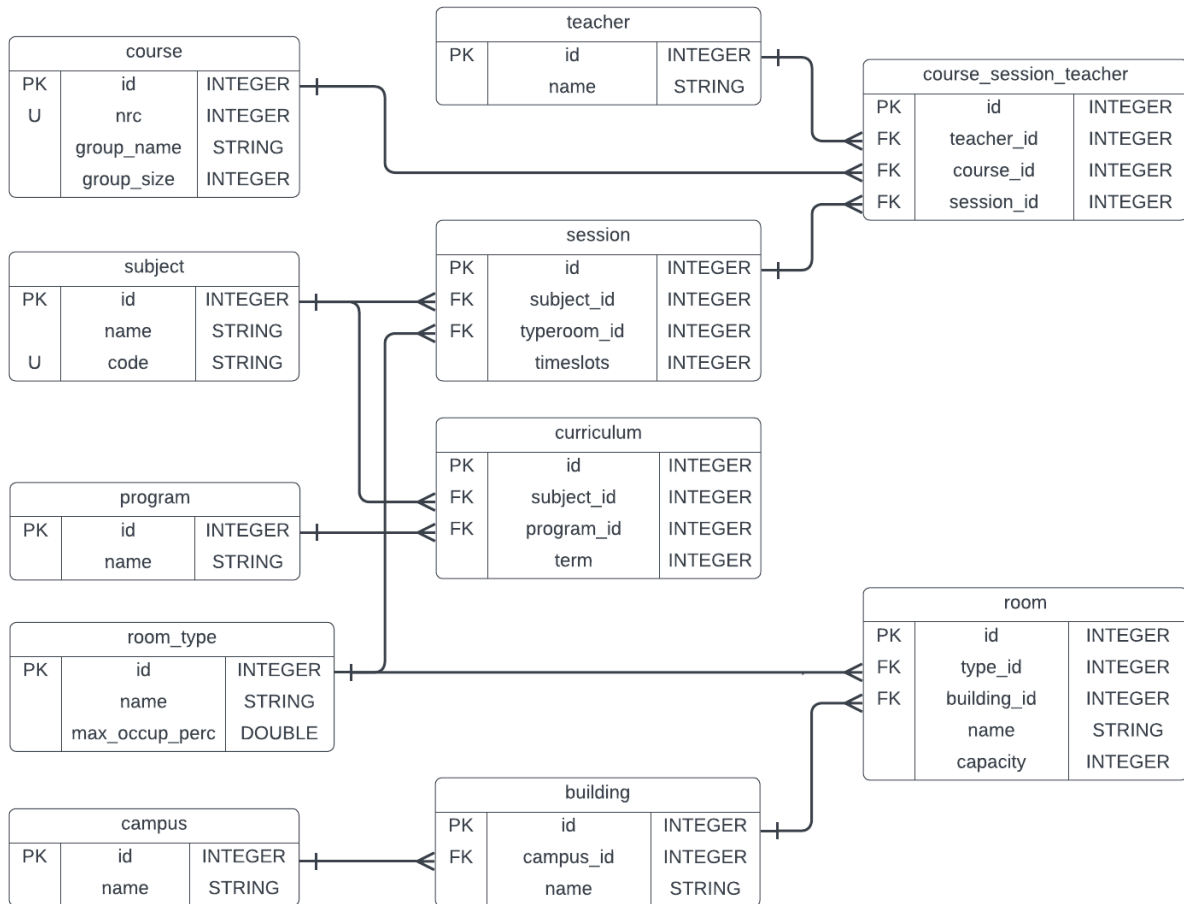 course
PK id INTEGER
U nrc INTEGER
group_name STRING
group_size INTEGER
teacher
PK id INTEGER
name STRING
course_session_teacher
PK id INTEGER
FK teacher_id INTEGER
FK course_id INTEGER
FK session_id INTEGER
subject
PK id INTEGER
name STRING
U code STRING
session
PK id INTEGER
FK subject_id INTEGER
FK typeroom_id INTEGER
timeslots INTEGER
curriculum
PK id INTEGER
FK subject_id INTEGER
FK program_id INTEGER
term INTEGER
program
PK id INTEGER
name STRING
room_type
PK id INTEGER
name STRING
max_occup_perc DOUBLE
room
PK id INTEGER
FK type_id INTEGER
FK building_id INTEGER
name STRING
capacity INTEGER
campus
PK id INTEGER
name STRING
building
PK id INTEGER
FK campus_id INTEGER
name STRING